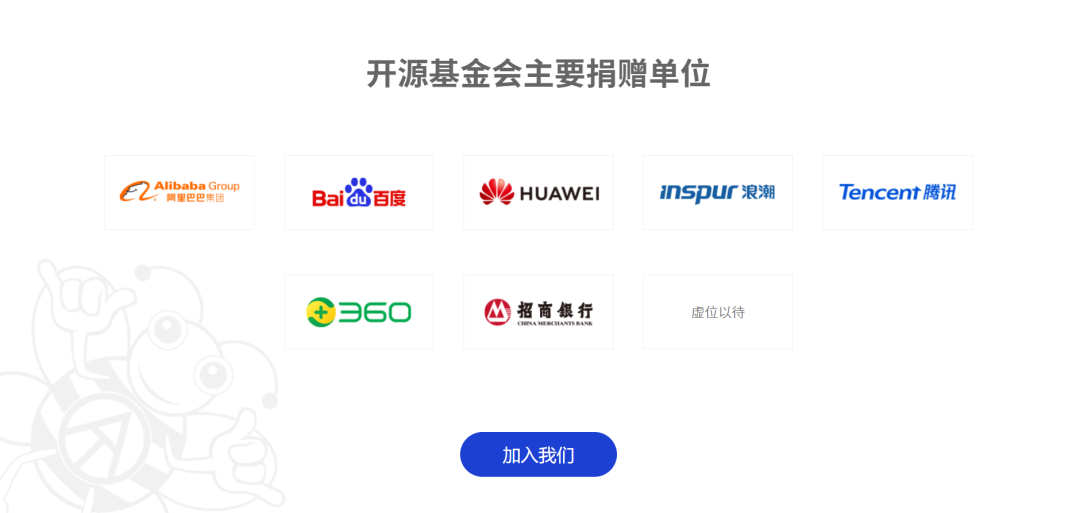 开源基金会主要捐赠单位
Alibaba Group
阿里巴巴集团
Bai du 百度
HUAWEI
inspur 浪潮
Tencent 腾讯
360
招商银行
CHINA MERCHANTS BANK
虚位以待
加入我们